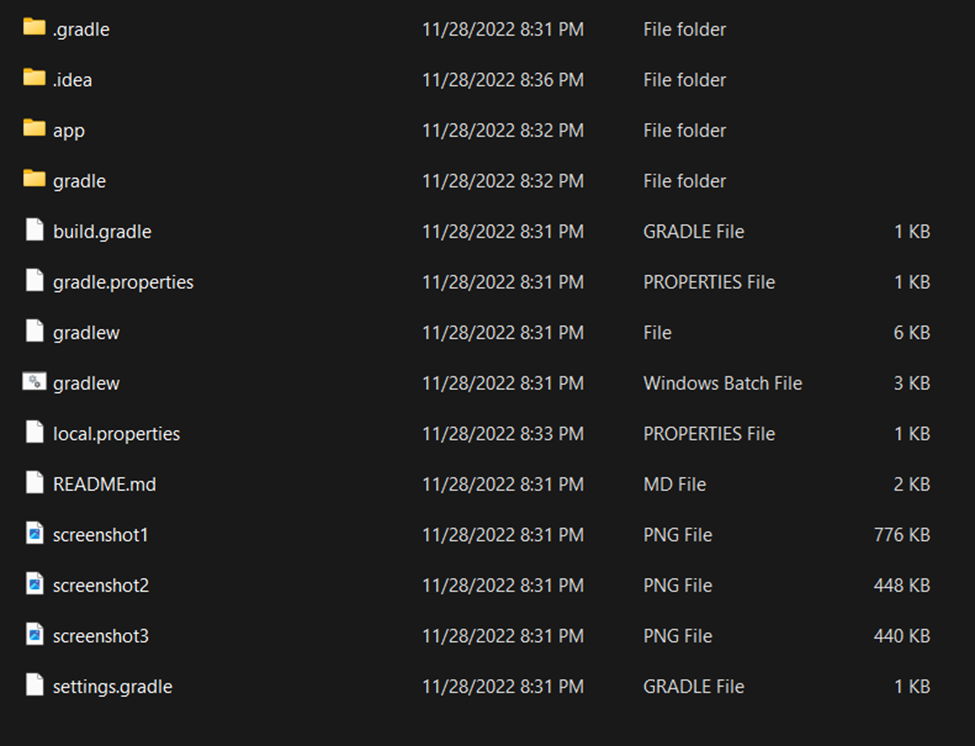 .gradle 11/28/2022 8:31 PM File folder
.idea 11/28/2022 8:36 PM File folder
app 11/28/2022 8:32 PM File folder
gradle 11/28/2022 8:32 PM File folder
build.gradle 11/28/2022 8:31 PM GRADLE File 1 KB
gradle.properties 11/28/2022 8:31 PM PROPERTIES File 1 KB
gradlew 11/28/2022 8:31 PM File 6 KB
gradlew 11/28/2022 8:31 PM Windows Batch File 3 KB
local.properties 11/28/2022 8:33 PM PROPERTIES File 1 KB
README.md 11/28/2022 8:31 PM MD File 2 KB
screenshot1 11/28/2022 8:31 PM PNG File 776 KB
screenshot2 11/28/2022 8:31 PM PNG File 448 KB
screenshot3 11/28/2022 8:31 PM PNG File 440 KB
settings.gradle 11/28/2022 8:31 PM GRADLE File 1 KB